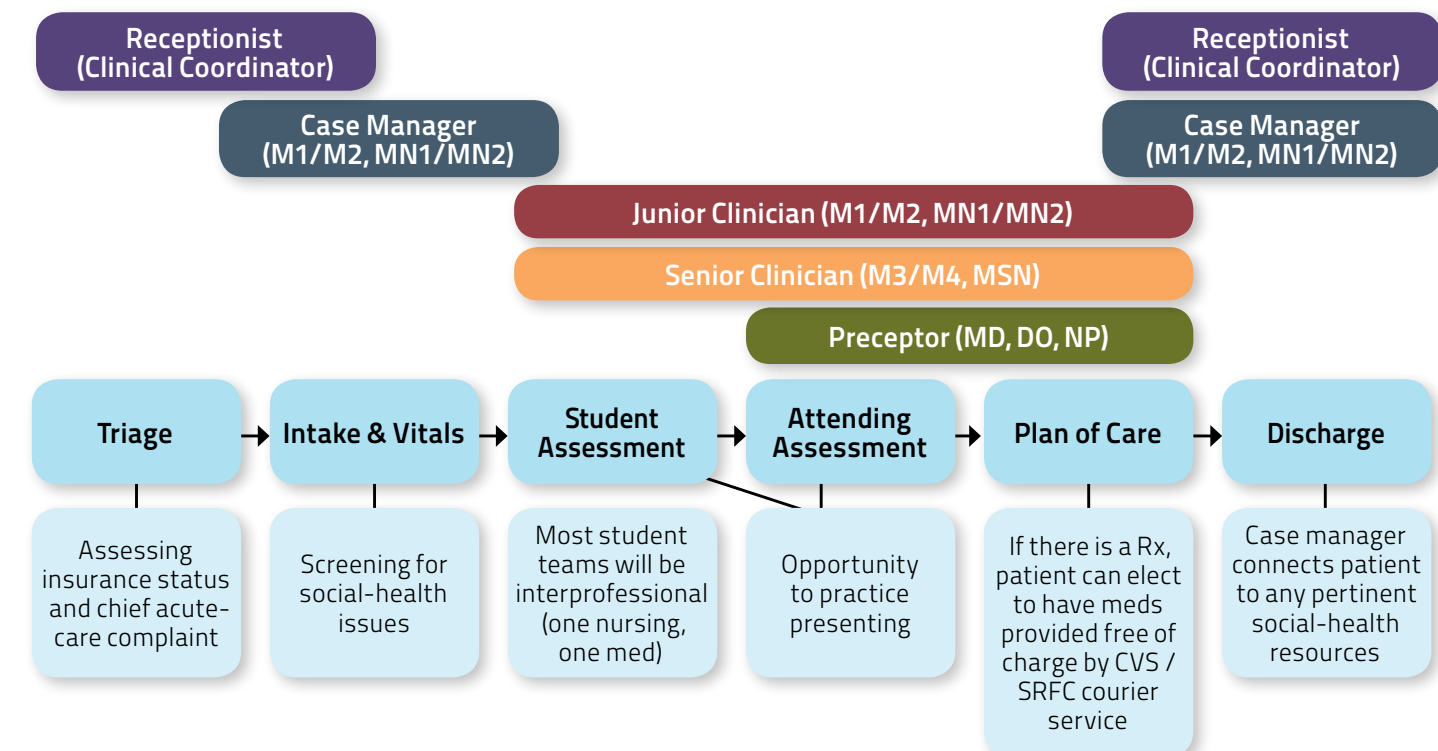 Receptionist
(Clinical Coordinator)
Receptionist
(Clinical Coordinator)
Case Manager
(M1/M2, MN1/MN2)
Case Manager
(M1/M2, MN1/MN2)
Junior Clinician (M1/M2, MN1/MN2)
Senior Clinician (M3/M4, MSN)
Preceptor (MD, DO, NP)
Triage
Intake & Vitals
Student
Assessment
Attending
Assessment
Plan of Care
Discharge
Assessing
insurance status
and chief acute-
care complaint
Screening for
social-health
issues
Most student
teams will be
interprofessional
(one nursing,
one med)
Opportunity
to practice
presenting
If there is a Rx,
patient can elect
to have meds
provided free of
charge by CVS /
SRFC courier
service
Case manager
connects patient
to any pertinent
social-health
resources